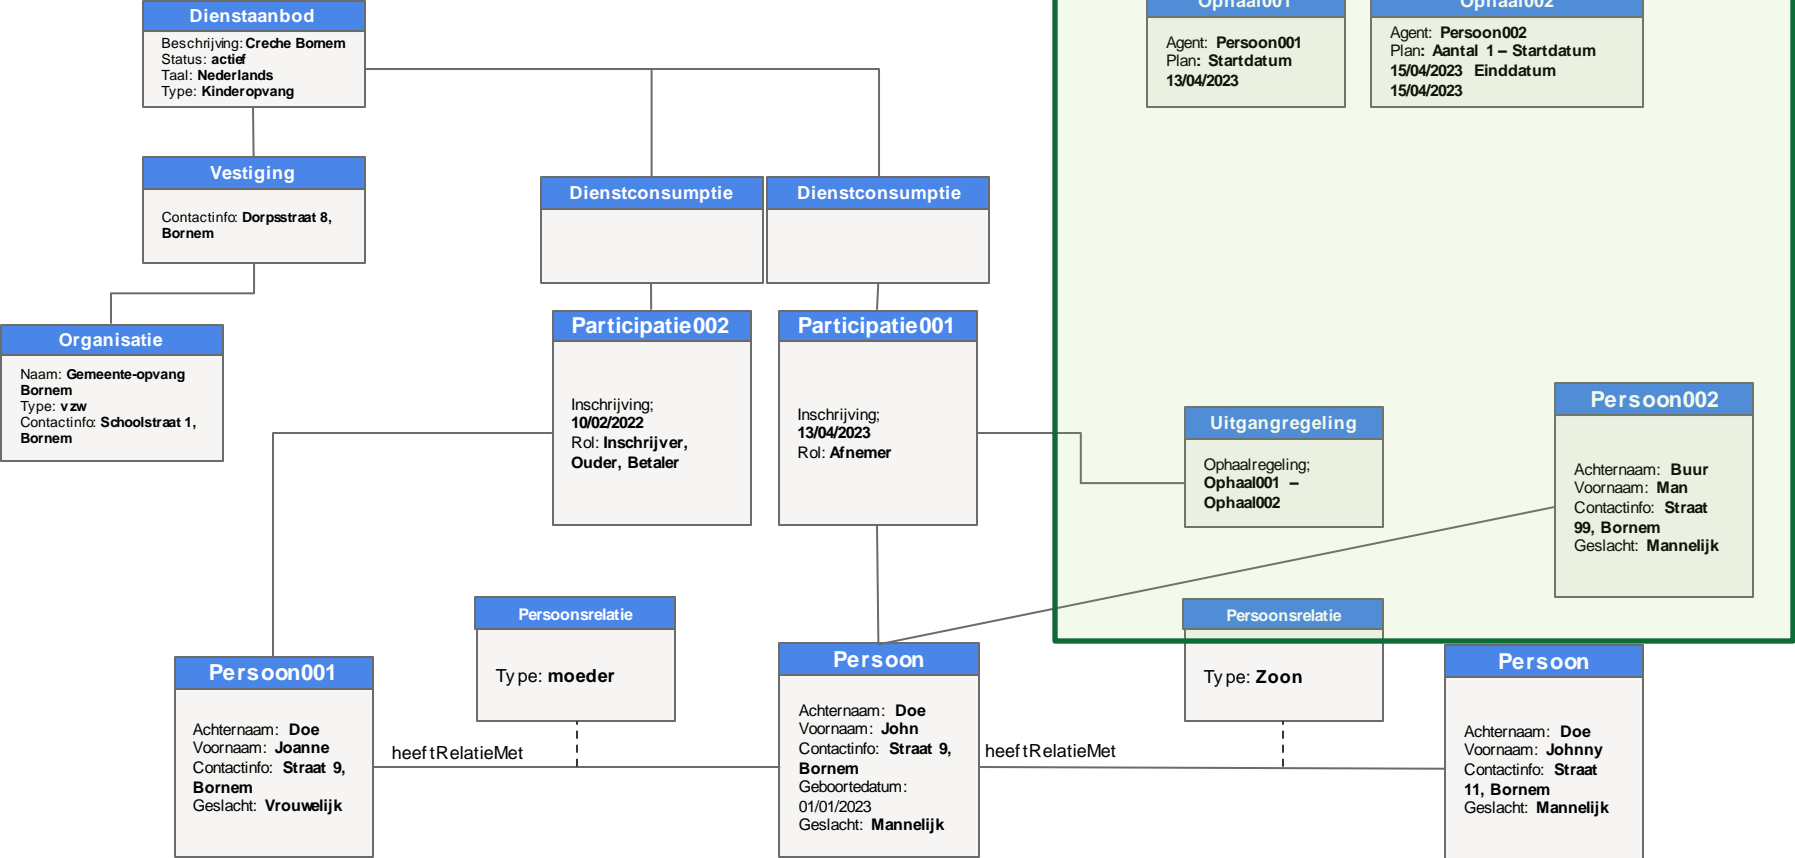 Dienstaanbod
Beschrijving: Creche Bornem
Status: actief
Taal: Nederlands
Type: Kinderopvang
Ophaal001
Agent: Persoon001
Plan: Startdatum
13/04/2023
Ophaal002
Agent: Persoon002
Plan: Aantal 1 – Startdatum
15/04/2023 Einddatum
15/04/2023
Vestiging
Contactinfo: Dorpsstraat 8,
Bornem
Dienstconsumptie
Dienstconsumptie
Organisatie
Naam: Gemeente-opvang
Bornem
Type: vzw
Contactinfo: Schoolstraat 1,
Bornem
Participatie002
Inschrijving;
10/02/2022
Rol: Inschrijver,
Ouder, Betaler
Participatie001
Inschrijving;
13/04/2023
Rol: Afnemer
Uitgangregeling
Ophaalregeling;
Ophaal001 –
Ophaal002
Persoon002
Achternaam: Buur
Voornaam: Man
Contactinfo: Straat
99, Bornem
Geslacht: Mannelijk
Persoonsrelatie
Type: moeder
Persoonsrelatie
Type: Zoon
Persoon001
Achternaam: Doe
Voornaam: Joanne
Contactinfo: Straat 9,
Bornem
Geslacht: Vrouwelijk
heeftRelatieMet
Persoon
Achternaam: Doe
Voornaam: John
Contactinfo: Straat 9,
Bornem
Geboortedatum:
01/01/2023
Geslacht: Mannelijk
heeftRelatieMet
Persoon
Achternaam: Doe
Voornaam: Johnny
Contactinfo: Straat
11, Bornem
Geslacht: Mannelijk